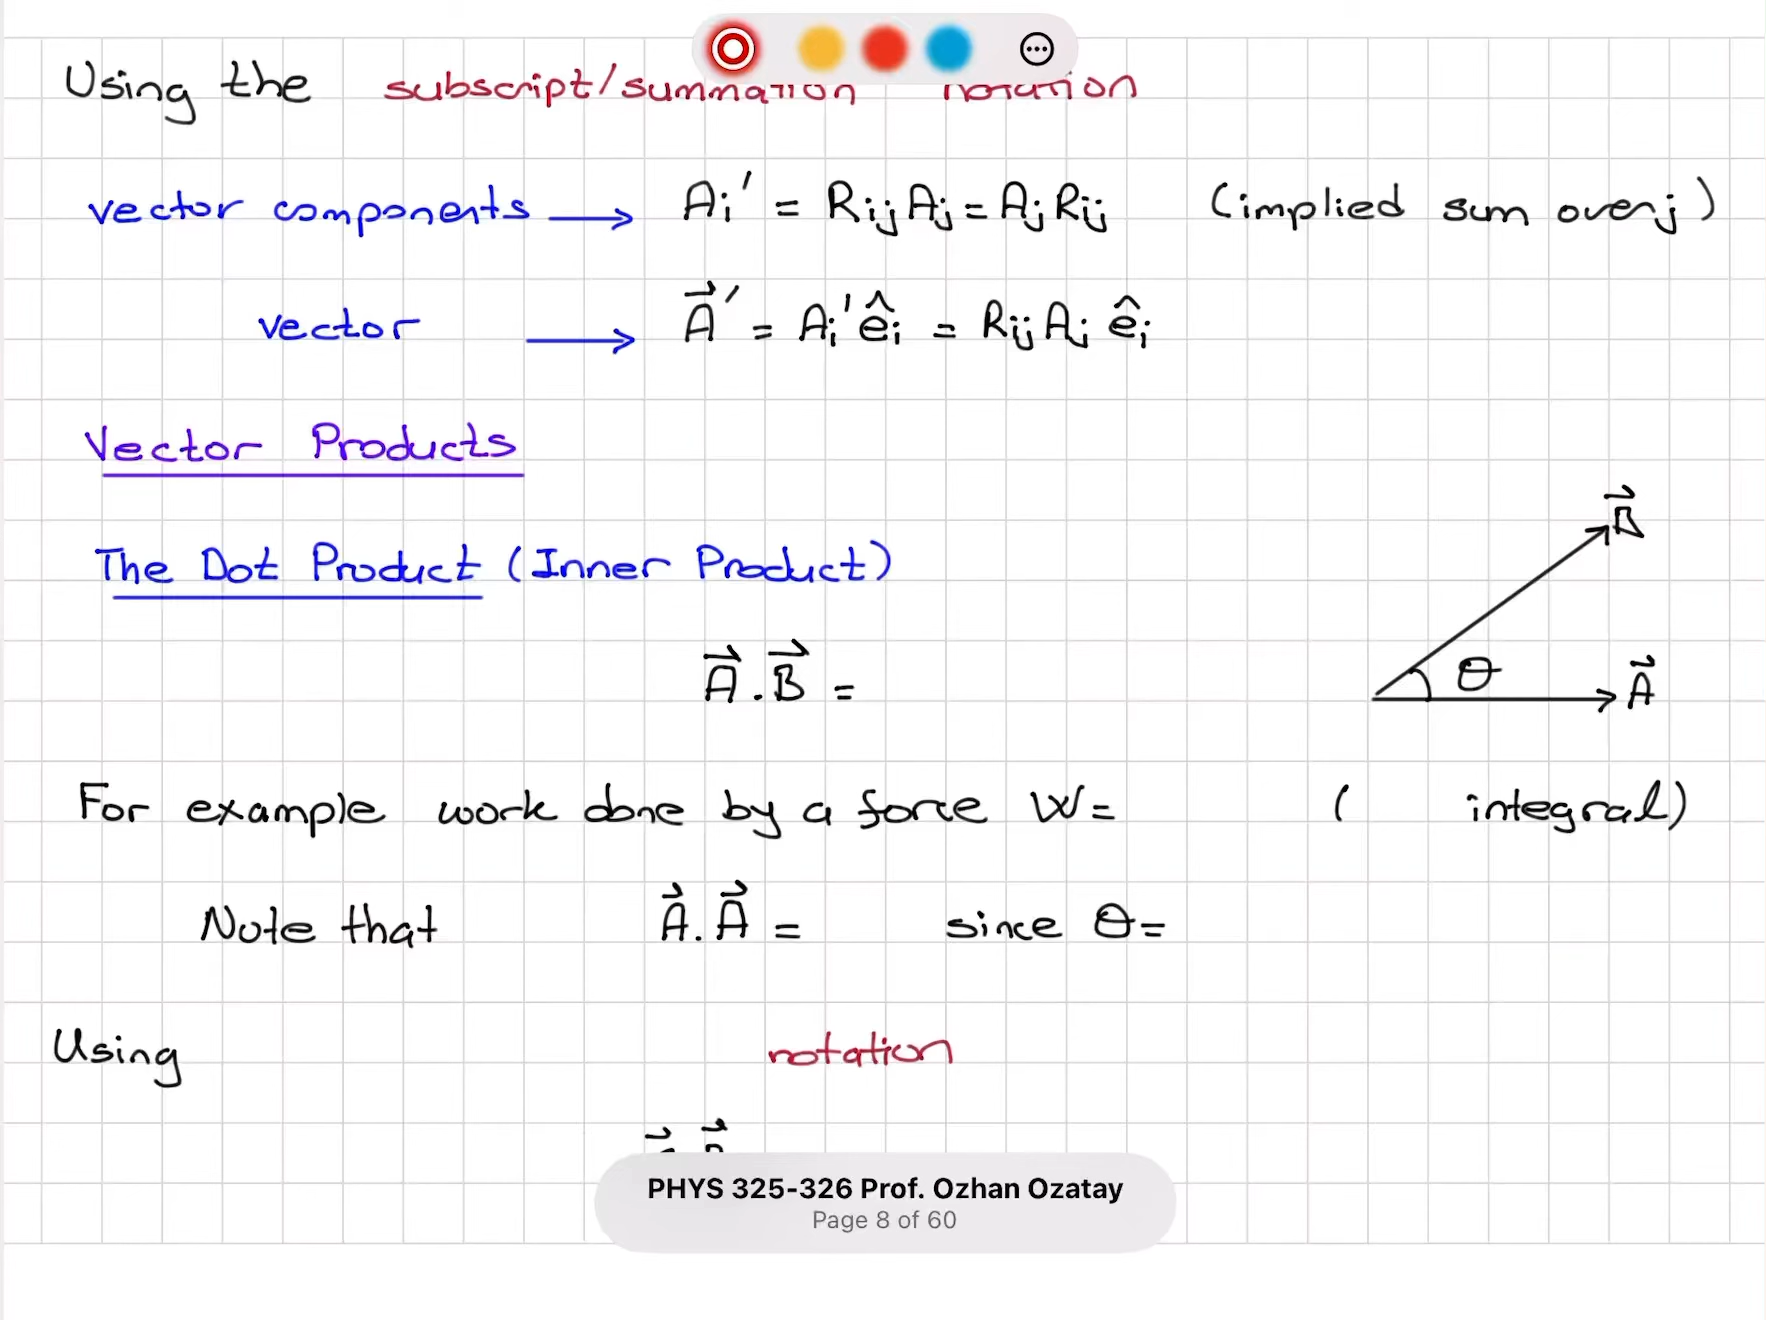 Using the subscript/summation notation
vector components → Ai' = Rij Aj = Aj Rij (implied sum over j)
vector → A⃗' = Ai' êi = Rij Aj êi
Vector Products
The Dot Product (Inner Product)
B⃗
A⃗ . B⃗ =
θ A⃗
For example work done by a force W= ( integral)
Note that A⃗ . A⃗ = since θ=
Using notation
PHYS 325-326 Prof. Ozhan Ozatay
Page 8 of 60